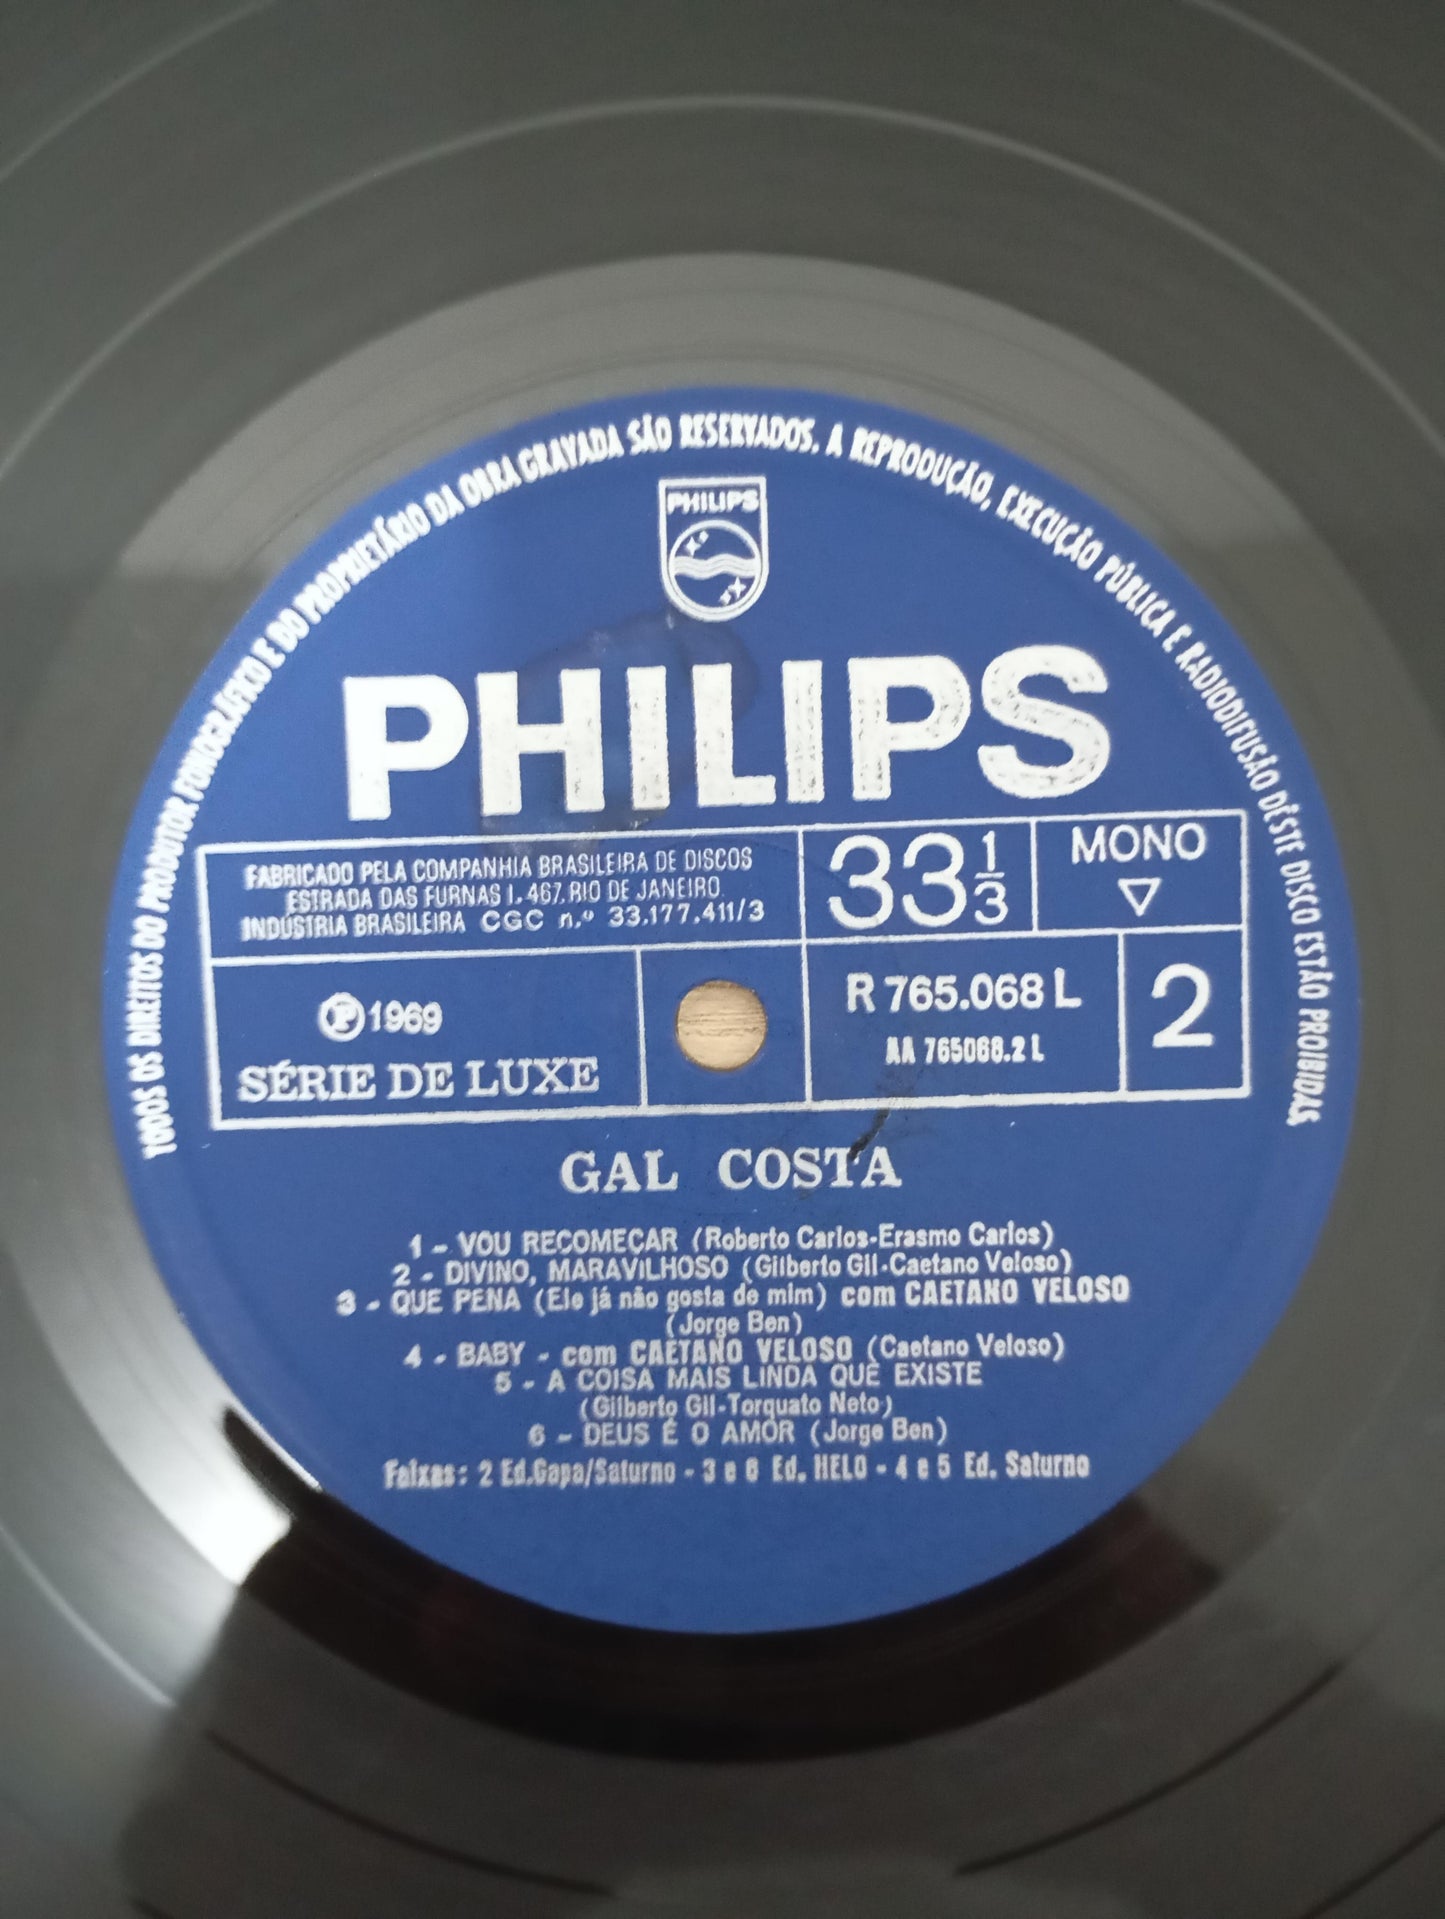 TODOS OS DIREITOS DO PRODUTOR FONOGRÁFICO E DO PROPRIETÁRIO DA OBRA GRAVADA SÃO RESERVADOS. A REPRODUÇÃO, EXECUÇÃO PÚBLICA E RADIODIFUSÃO DÊSTE DISCO ESTÃO PROIBIDAS
PHILIPS
PHILIPS
FABRICADO PELA COMPANHIA BRASILEIRA DE DISCOS
ESTRADA DAS FURNAS 1.467. RIO DE JANEIRO
INDÚSTRIA BRASILEIRA CGC n.º 33.177.411/3
33 1/3
MONO
▽
Ⓟ 1969
SÉRIE DE LUXE
R 765.068 L
AA 765068.2 L
2
GAL COSTA
1 - VOU RECOMEÇAR (Roberto Carlos-Erasmo Carlos)
2 - DIVINO, MARAVILHOSO (Gilberto Gil-Caetano Veloso)
3 - QUE PENA (Ele já não gosta de mim) com CAETANO VELOSO
(Jorge Ben)
4 - BABY - com CAETANO VELOSO (Caetano Veloso)
5 - A COISA MAIS LINDA QUE EXISTE
(Gilberto Gil-Torquato Neto)
6 - DEUS É O AMOR (Jorge Ben)
Faixas: 2 Ed.Gapa/Saturno - 3 e 6 Ed. HELO - 4 e 5 Ed. Saturno